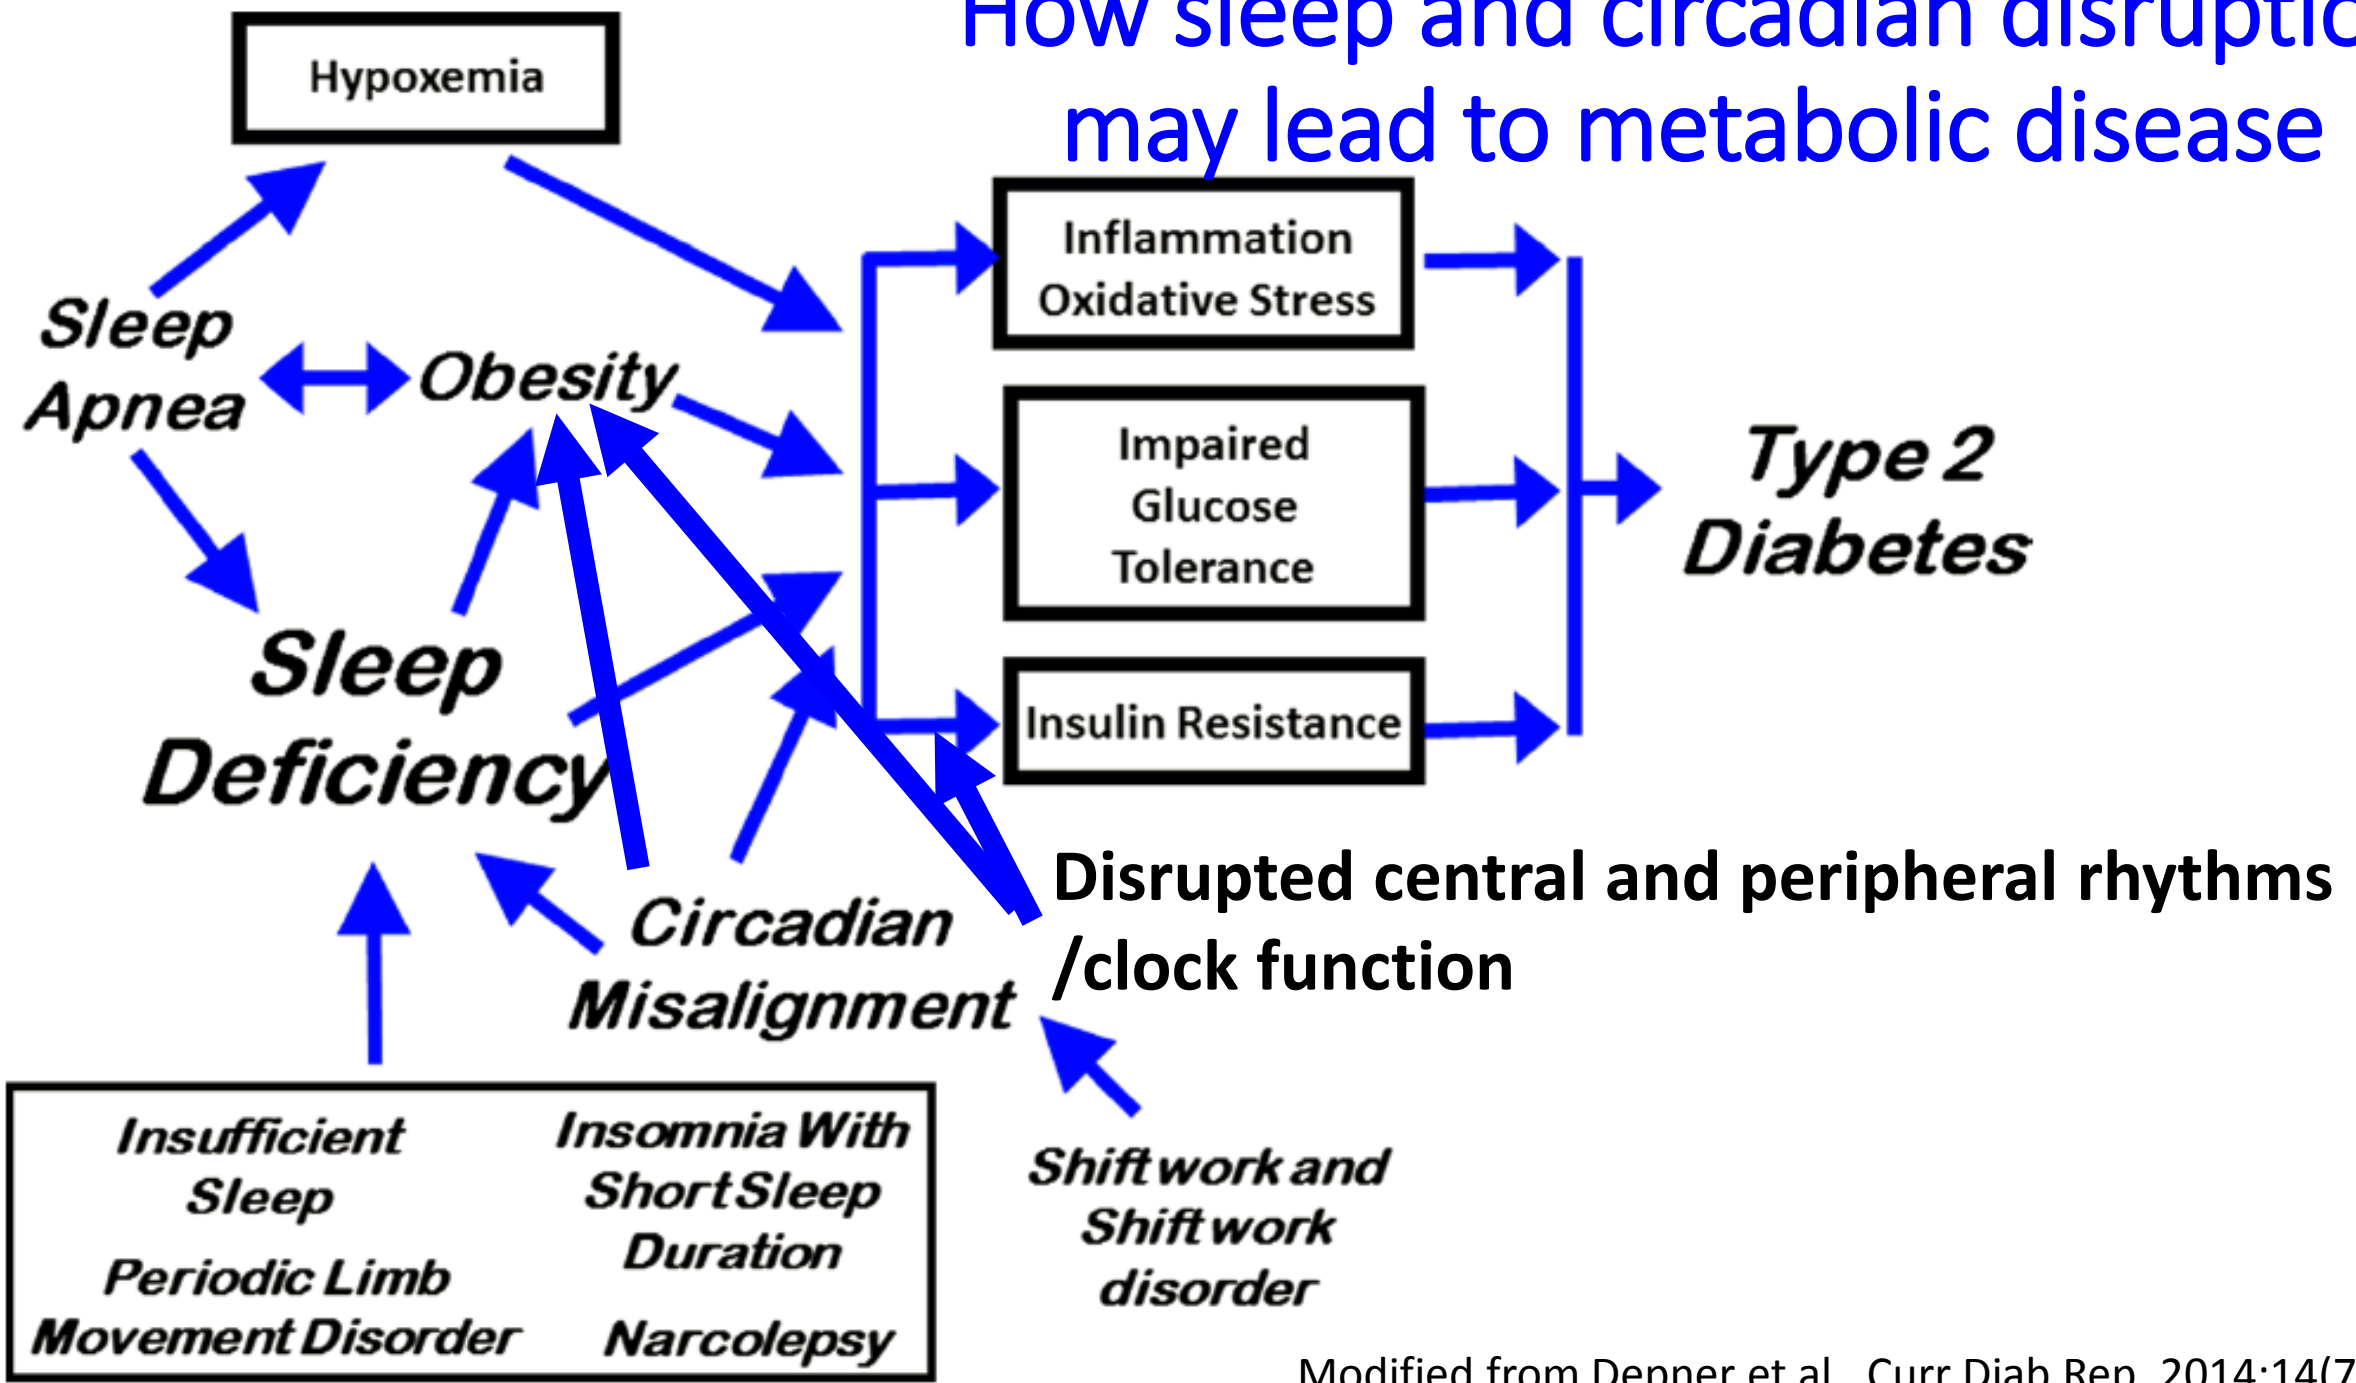 How sleep and circadian
may lead to metabolic disease
Hypoxemia
Inflammation
Oxidative Stress
Sleep
Apnea
Obesity
Impaired
Glucose
Tolerance
Type 2
Diabetes
Sleep
Deficiency
Insulin Resistance
Disrupted central and peripheral rhythms
/clock function
Circadian
Misalignment
Insufficient
Sleep
Periodic Limb
Movement Disorder
Insomnia With
Short Sleep
Duration
Narcolepsy
Shift work and
Shift work
disorder
Modified from Depner et al., Curr Diab Rep. 2014;14(7